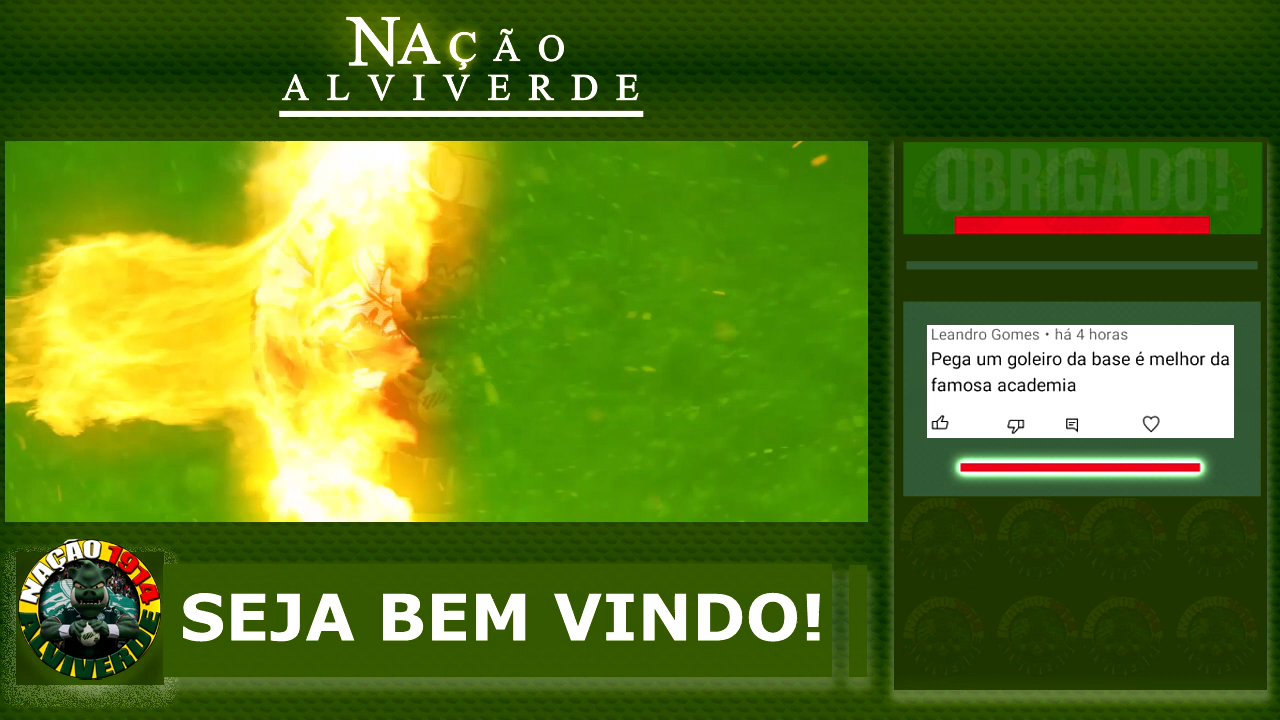 NAÇÃO
ALVIVERDE
OBRIGADO!
Leandro Gomes • há 4 horas
Pega um goleiro da base é melhor da
famosa academia
NAÇÃO 1914
ALVIVERDE
SEJA BEM VINDO!